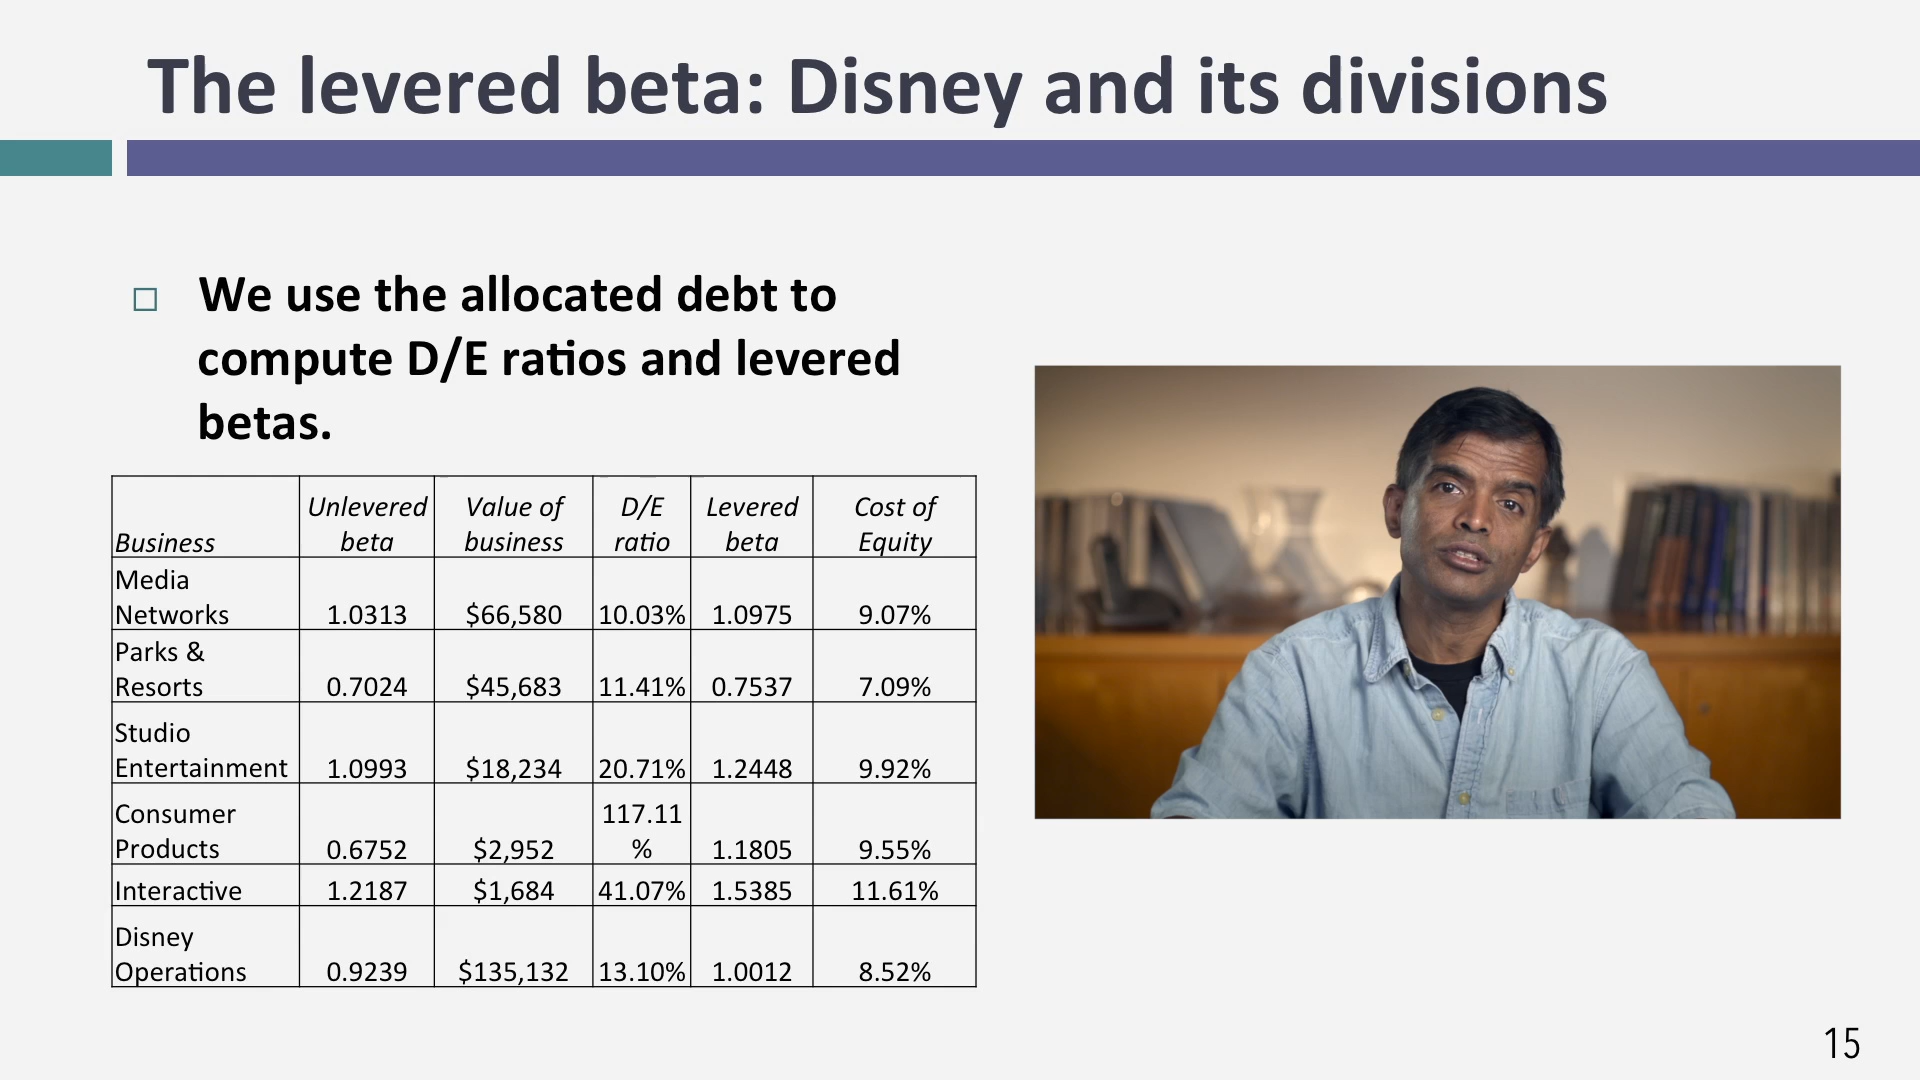 The levered beta: Disney and its divisions
We use the allocated debt to
compute D/E ratios and levered
betas.
Business Unlevered beta Value of business D/E ratio Levered beta Cost of Equity
Media Networks 1.0313 $66,580 10.03% 1.0975 9.07%
Parks & Resorts 0.7024 $45,683 11.41% 0.7537 7.09%
Studio Entertainment 1.0993 $18,234 20.71% 1.2448 9.92%
Consumer Products 0.6752 $2,952 117.11 % 1.1805 9.55%
Interactive 1.2187 $1,684 41.07% 1.5385 11.61%
Disney Operations 0.9239 $135,132 13.10% 1.0012 8.52%
15